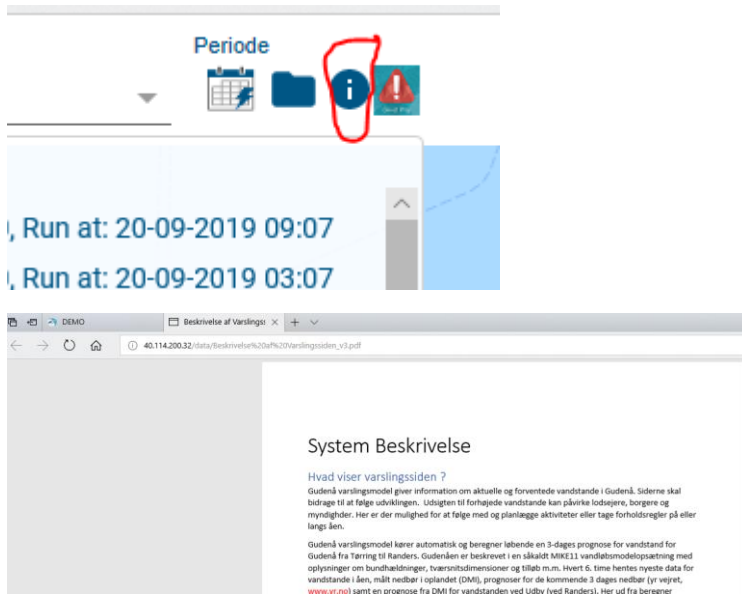 Periode
, Run at: 20-09-2019 09:07
, Run at: 20-09-2019 03:07
DEMO
Beskrivelse af Varslings
40.114.200.32/data/Beskrivelse%20af%20Varslingssiden_v3.pdf
System Beskrivelse
Hvad viser varslingssiden ?
Gudenå varslingsmodel giver information om aktuelle og forventede vandstande i Gudenå. Siderne skal
bidrage til at følge udviklingen. Udsigten til forhøjede vandstande kan påvirke lodsejere, borgere og
myndigheder. Her er der mulighed for at følge med og planlægge aktiviteter eller tage forholdsregler på eller
langs åen.
Gudenå varslingsmodel kører automatisk og beregner løbende en 3-dages prognose for vandstand for
Gudenå fra Tørring til Randers. Gudenåen er beskrevet i en såkaldt MIKE11 vandløbsmodelopsætning med
oplysninger om bundhældninger, tværsnitsdimensioner og tilløb m.m. Hvert 6. time hentes nyeste data for
vandstande i åen, målt nedbør i oplandet (DMI), prognoser for de kommende 3 dages nedbør (yr vejret,
www.yr.no) samt en prognose fra DMI for vandstanden ved Udby (ved Randers). Her ud fra beregner